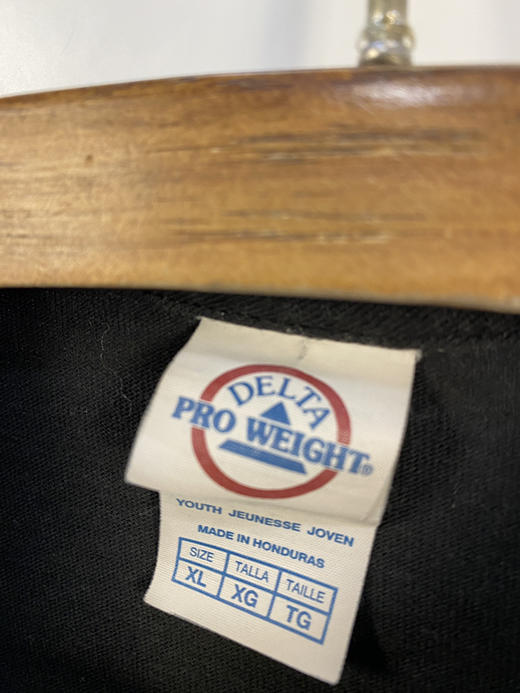 DELTA
PRO WEIGHT®
YOUTH JEUNESSE JOVEN
MADE IN HONDURAS
SIZE TALLA TAILLE
XL XG TG